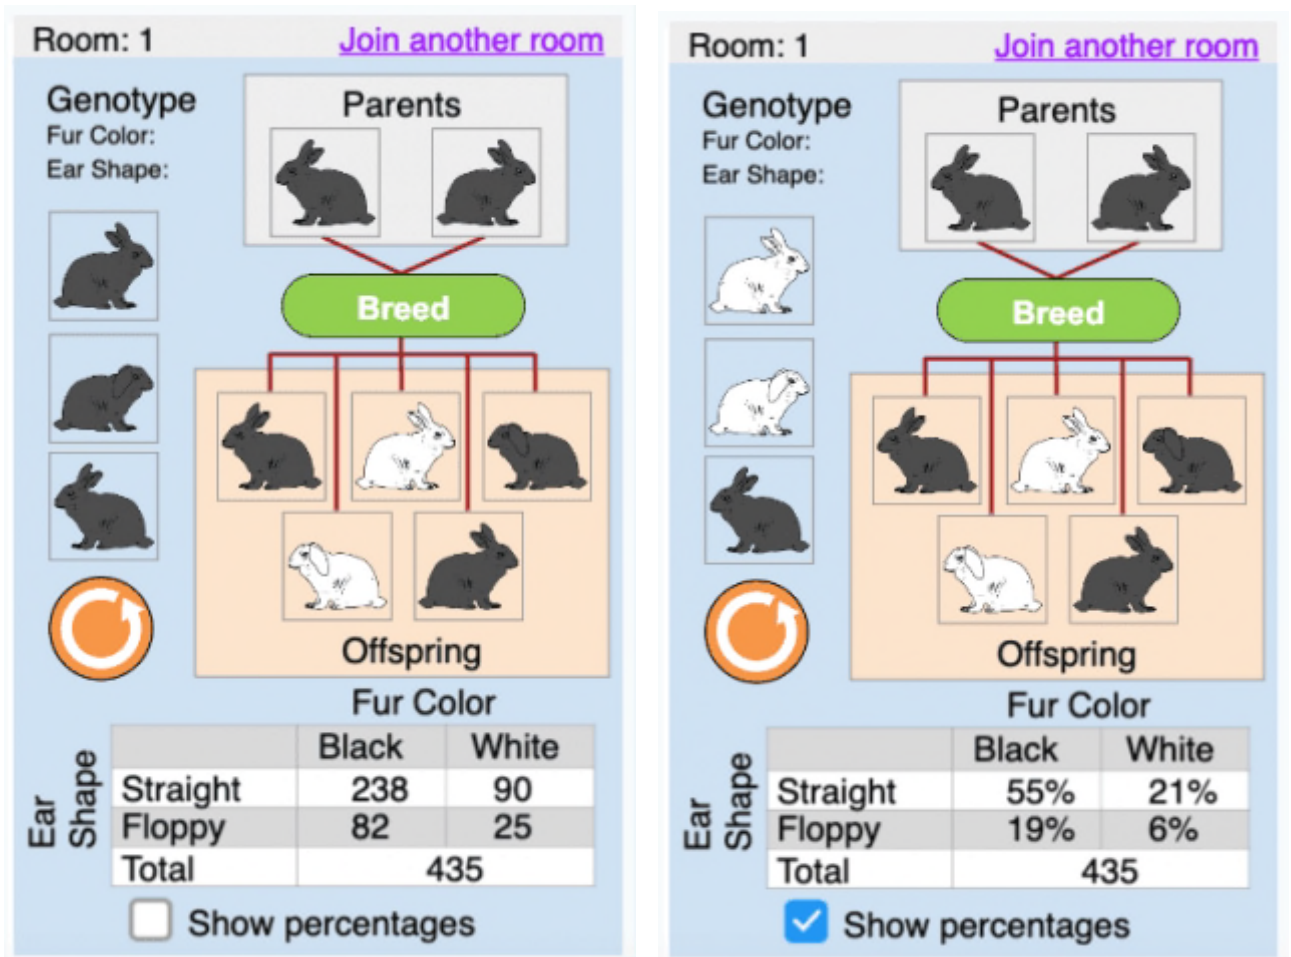 Room: 1 Join another room
Genotype
Fur Color:
Ear Shape:
Parents
Breed
Offspring
Fur Color
Ear Shape
Black White
Straight 238 90
Floppy 82 25
Total 435
Show percentages
Room: 1 Join another room
Genotype
Fur Color:
Ear Shape:
Parents
Breed
Offspring
Fur Color
Ear Shape
Black White
Straight 55% 21%
Floppy 19% 6%
Total 435
Show percentages